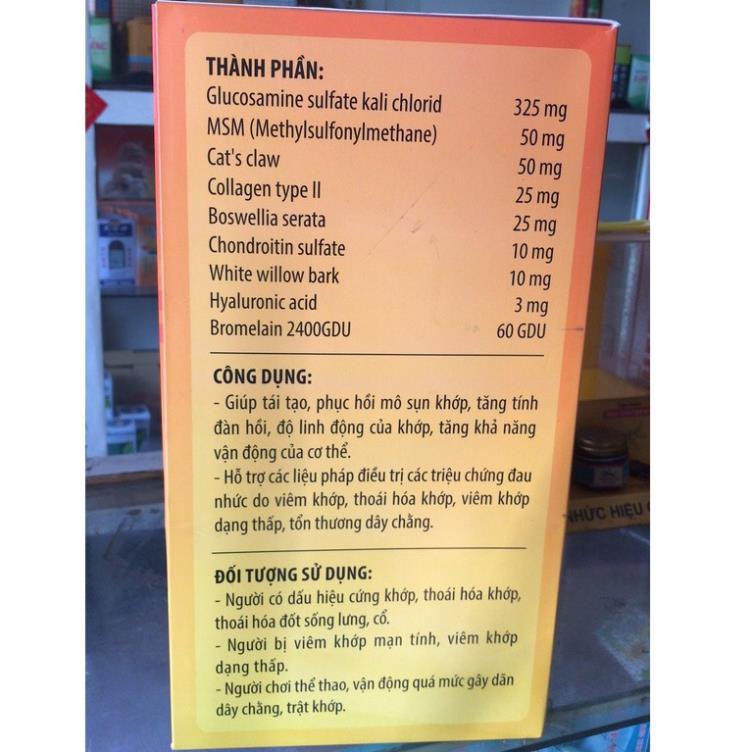 THÀNH PHẦN:
Glucosamine sulfate kali chlorid 325 mg
MSM (Methylsulfonylmethane) 50 mg
Cat's claw 50 mg
Collagen type II 25 mg
Boswellia serata 25 mg
Chondroitin sulfate 10 mg
White willow bark 10 mg
Hyaluronic acid 3 mg
Bromelain 2400GDU 60 GDU
CÔNG DỤNG:
- Giúp tái tạo, phục hồi mô sụn khớp, tăng tính
đàn hồi, độ linh động của khớp, tăng khả năng
vận động của cơ thể.
- Hỗ trợ các liệu pháp điều trị các triệu chứng đau
nhức do viêm khớp, thoái hóa khớp, viêm khớp
dạng thấp, tổn thương dây chằng.
ĐỐI TƯỢNG SỬ DỤNG:
- Người có dấu hiệu cứng khớp, thoái hóa khớp,
thoái hóa đốt sống lưng, cổ.
- Người bị viêm khớp mạn tính, viêm khớp
dạng thấp.
- Người chơi thể thao, vận động quá mức gây dãn
dây chằng, trật khớp.
NHỨC HIỆU